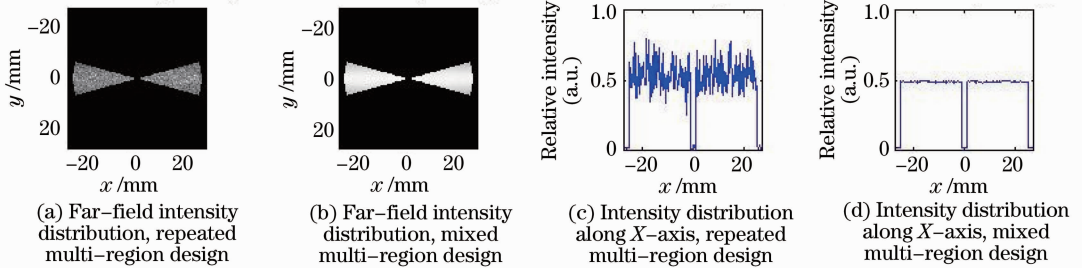 −20
0
20
y /mm
−20 0 20
x /mm
(a) Far−field intensity
distribution, repeated
multi−region design
−20
0
20
y /mm
−20 0 20
x /mm
(b) Far−field intensity
distribution, mixed
multi−region design
1.0
0.5
0
Relative intensity
(a.u.)
−20 0 20
x /mm
(c) Intensity distribution
along X−axis, repeated
multi−region design
1.0
0.5
0
Relative intensity
(a.u.)
−20 0 20
x /mm
(d) Intensity distribution
along X−axis, mixed
multi−region design